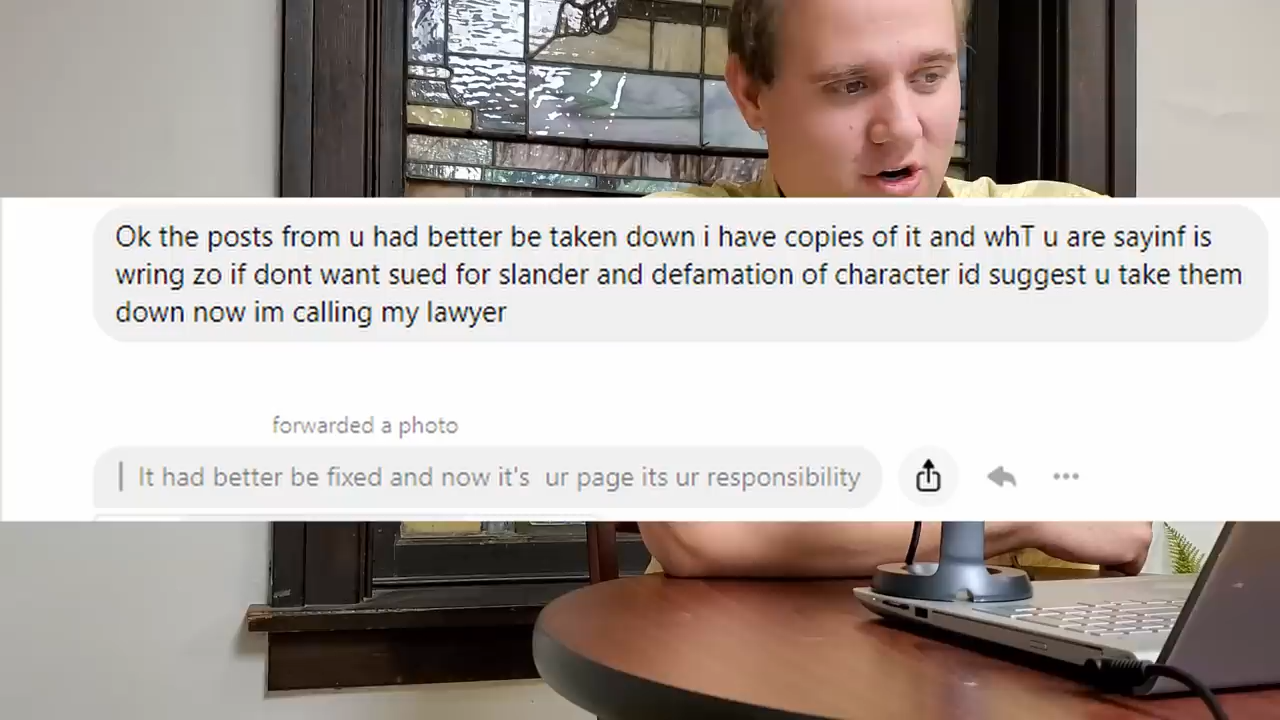 Ok the posts from u had better be taken down i have copies of it and whT u are sayinf is
wring zo if dont want sued for slander and defamation of character id suggest u take them
down now im calling my lawyer
forwarded a photo
It had better be fixed and now it's  ur page its ur responsibility